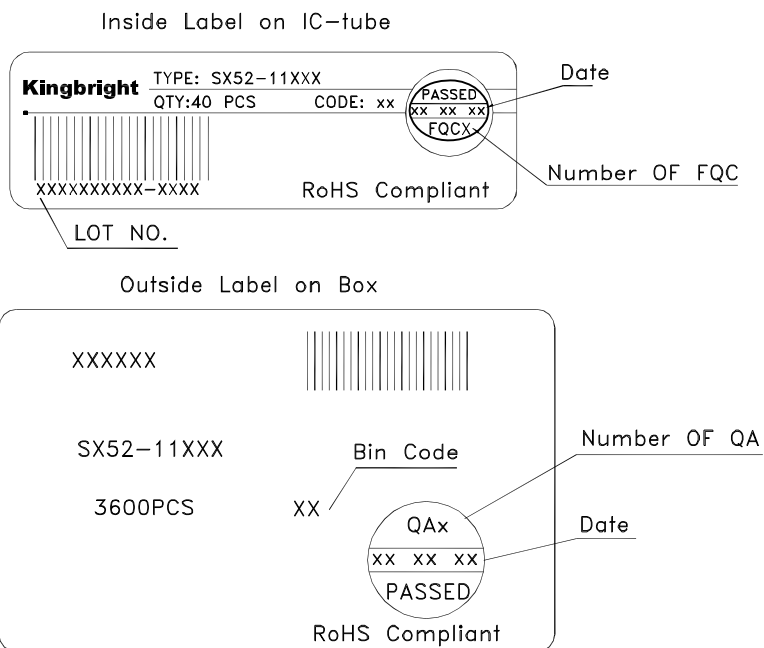 Inside Label on IC-tube
Kingbright
TYPE: SX52-11XXX
QTY:40 PCS
CODE: xx
PASSED
xx xx xx
FQCX
Date
Number OF FQC
XXXXXXXXXX-XXXX
RoHS Compliant
LOT NO.
Outside Label on Box
XXXXXX
SX52-11XXX
Bin Code
Number OF QA
3600PCS
XX
QAx
Date
xx xx xx
PASSED
RoHS Compliant